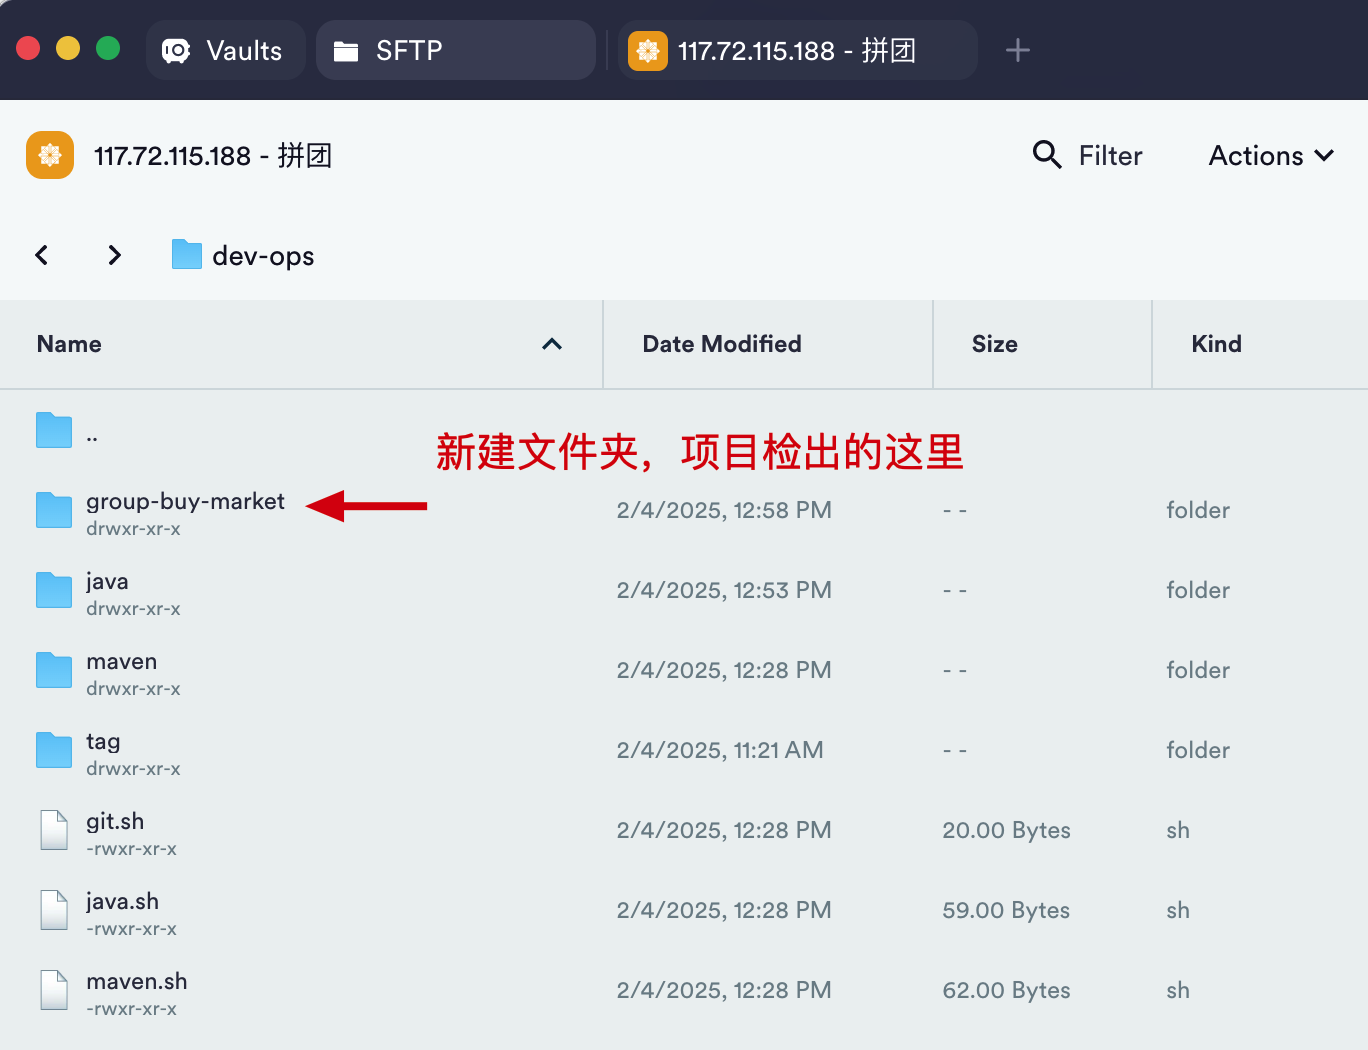 Vaults
SFTP
117.72.115.188 - 拼团
117.72.115.188 - 拼团
Filter
Actions
dev-ops
Name
Date Modified
Size
Kind
..
新建文件夹，项目检出的这里
group-buy-market
drwxr-xr-x
2/4/2025, 12:58 PM
- -
folder
java
drwxr-xr-x
2/4/2025, 12:53 PM
- -
folder
maven
drwxr-xr-x
2/4/2025, 12:28 PM
- -
folder
tag
drwxr-xr-x
2/4/2025, 11:21 AM
- -
folder
git.sh
-rwxr-xr-x
2/4/2025, 12:28 PM
20.00 Bytes
sh
java.sh
-rwxr-xr-x
2/4/2025, 12:28 PM
59.00 Bytes
sh
maven.sh
-rwxr-xr-x
2/4/2025, 12:28 PM
62.00 Bytes
sh